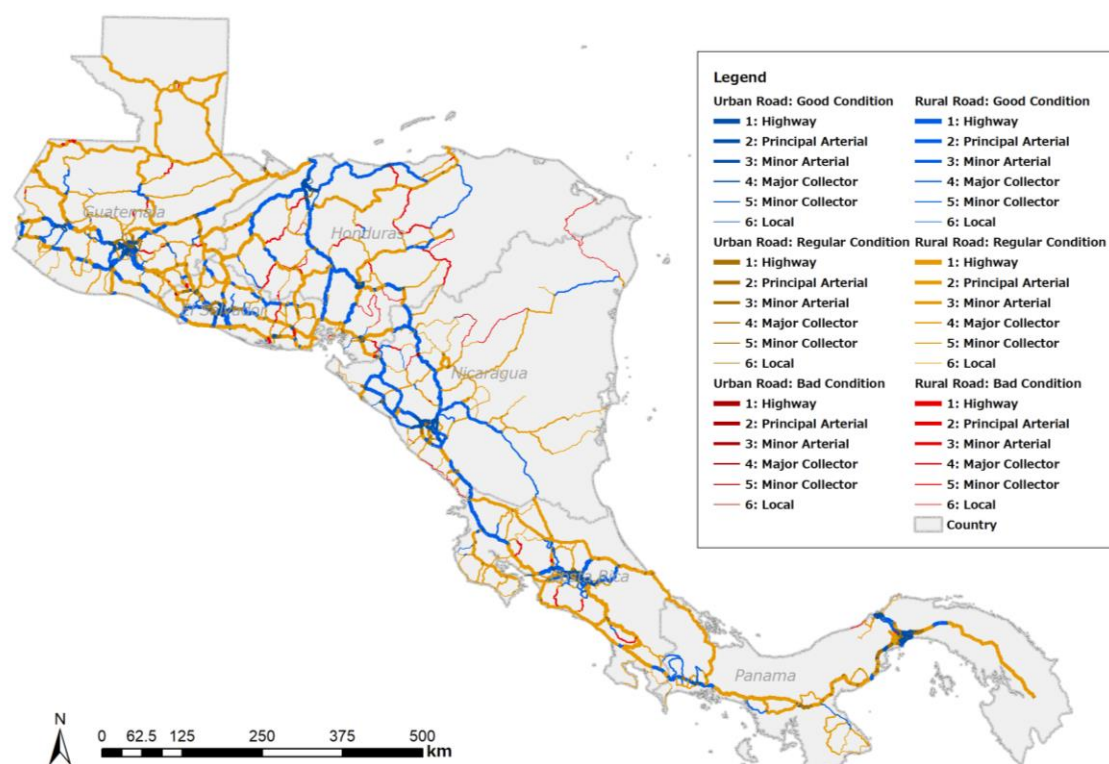 Legend
Urban Road: Good Condition
1: Highway
2: Principal Arterial
3: Minor Arterial
4: Major Collector
5: Minor Collector
6: Local
Urban Road: Regular Condition
1: Highway
2: Principal Arterial
3: Minor Arterial
4: Major Collector
5: Minor Collector
6: Local
Urban Road: Bad Condition
1: Highway
2: Principal Arterial
3: Minor Arterial
4: Major Collector
5: Minor Collector
6: Local
Rural Road: Good Condition
1: Highway
2: Principal Arterial
3: Minor Arterial
4: Major Collector
5: Minor Collector
6: Local
Rural Road: Regular Condition
1: Highway
2: Principal Arterial
3: Minor Arterial
4: Major Collector
5: Minor Collector
6: Local
Rural Road: Bad Condition
1: Highway
2: Principal Arterial
3: Minor Arterial
4: Major Collector
5: Minor Collector
6: Local
Country
Guatemala
Honduras
El Salvador
Nicaragua
Costa Rica
Panama
N
0 62.5 125 250 375 500
km